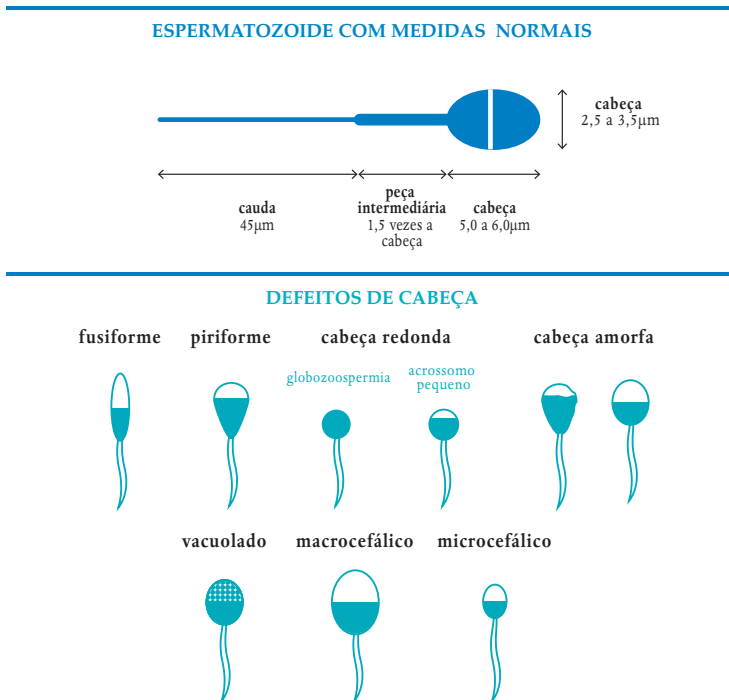 ESPERMATOZOIDE COM MEDIDAS NORMAIS
cabeça
2,5 a 3,5µm
cauda
45µm
peça
intermediária
1,5 vezes a
cabeça
cabeça
5,0 a 6,0µm
DEFEITOS DE CABEÇA
fusiforme
piriforme
cabeça redonda
cabeça amorfa
globozoospermia
acrossomo
pequeno
vacuolado
macrocefálico
microcefálico